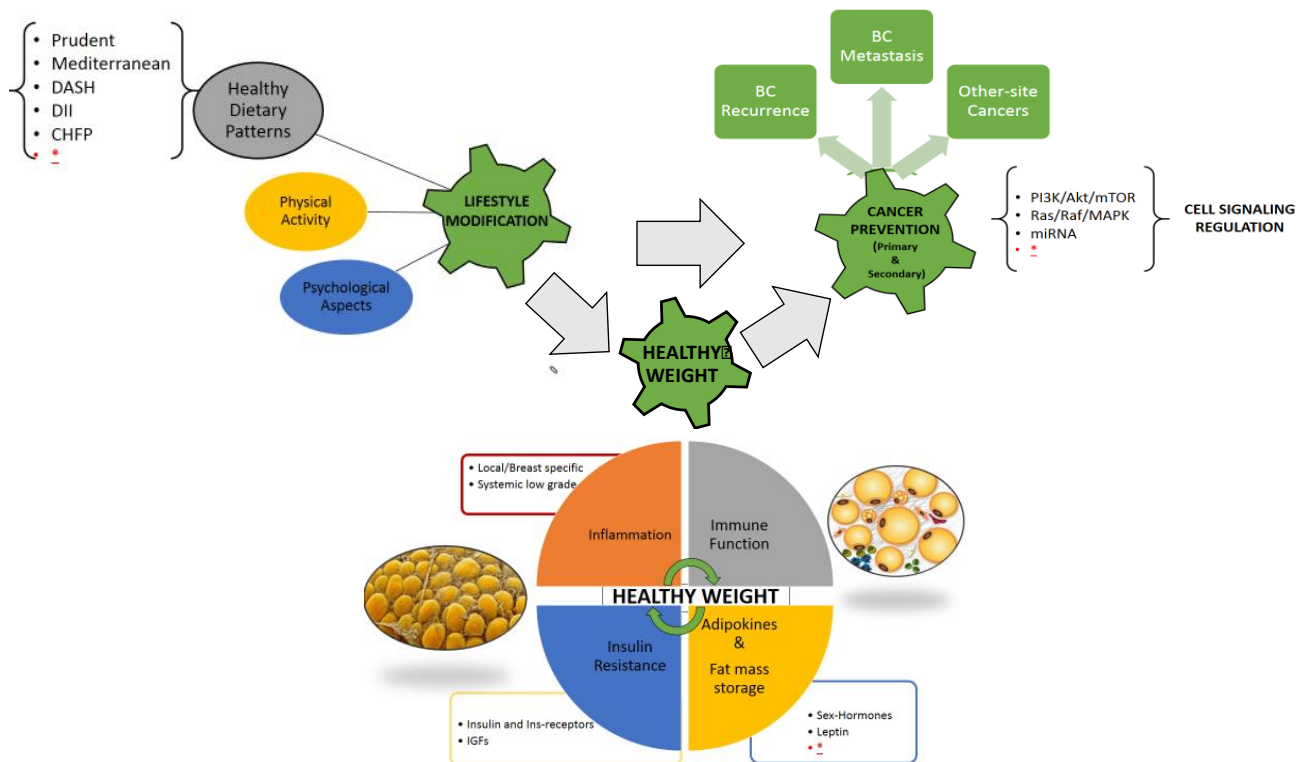 • Prudent
• Mediterranean
• DASH
• DII
• CHFP
• *
Healthy
Dietary
Patterns
Physical
Activity
Psychological
Aspects
LIFESTYLE
MODIFICATION
BC
Recurrence
BC
Metastasis
Other-site
Cancers
CANCER
PREVENTION
(Primary
&
Secondary)
• PI3K/Akt/mTOR
• Ras/Raf/MAPK
• miRNA
• *
CELL SIGNALING
REGULATION
HEALTHY
WEIGHT
• Local/Breast specific
• Systemic low grade
Inflammation
Immune
Function
HEALTHY WEIGHT
Insulin
Resistance
Adipokines
&
Fat mass
storage
• Insulin and Ins-receptors
• IGFs
• Sex-Hormones
• Leptin
• *